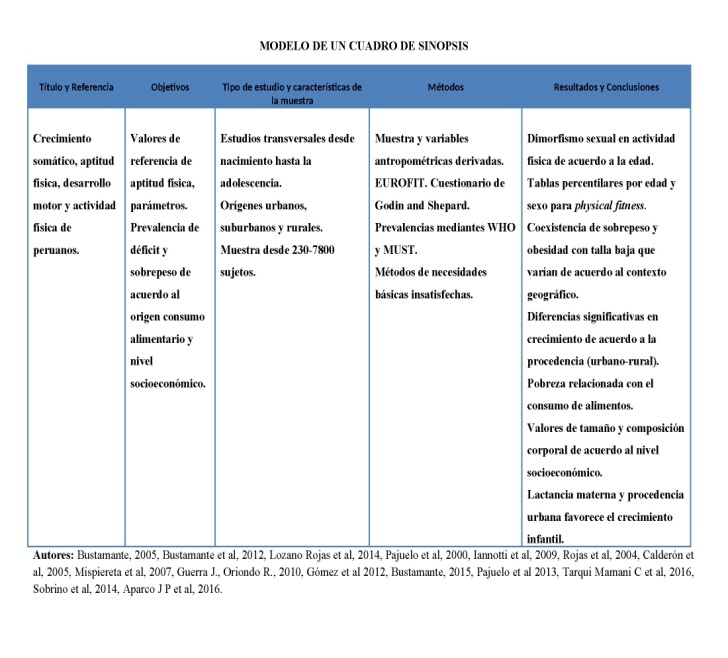 MODELO DE UN CUADRO DE SINOPSIS
Título y Referencia
Objetivos
Tipo de estudio y características de
la muestra
Métodos
Resultados y Conclusiones
Crecimiento
somático, aptitud
física, desarrollo
motor y actividad
física de
peruanos.
Valores de
referencia de
aptitud física,
parámetros.
Prevalencia de
déficit y
sobrepeso de
acuerdo al
origen consumo
alimentario y
nivel
socioeconómico.
Estudios transversales desde
nacimiento hasta la
adolescencia.
Orígenes urbanos,
suburbanos y rurales.
Muestra desde 230-7800
sujetos.
Muestra y variables
antropométricas derivadas.
EUROFIT. Cuestionario de
Godin and Shepard.
Prevalencias mediantes WHO
y MUST.
Métodos de necesidades
básicas insatisfechas.
Dimorfismo sexual en actividad
física de acuerdo a la edad.
Tablas percentilares por edad y
sexo para physical fitness.
Coexistencia de sobrepeso y
obesidad con talla baja que
varían de acuerdo al contexto
geográfico.
Diferencias significativas en
crecimiento de acuerdo a la
procedencia (urbano-rural).
Pobreza relacionada con el
consumo de alimentos.
Valores de tamaño y composición
corporal de acuerdo al nivel
socioeconómico.
Lactancia materna y procedencia
urbana favorece el crecimiento
infantil.
Autores: Bustamante, 2005, Bustamante et al, 2012, Lozano Rojas et al, 2014, Pajuelo et al, 2000, Iannotti et al, 2009, Rojas et al, 2004, Calderón et
al, 2005, Mispireta et al, 2007, Guerra J., Oriondo R., 2010, Gómez et al 2012, Bustamante, 2015, Pajuelo et al 2013, Tarqui Mamani C et al, 2016,
Sobrino et al, 2014, Aparco J P et al, 2016.